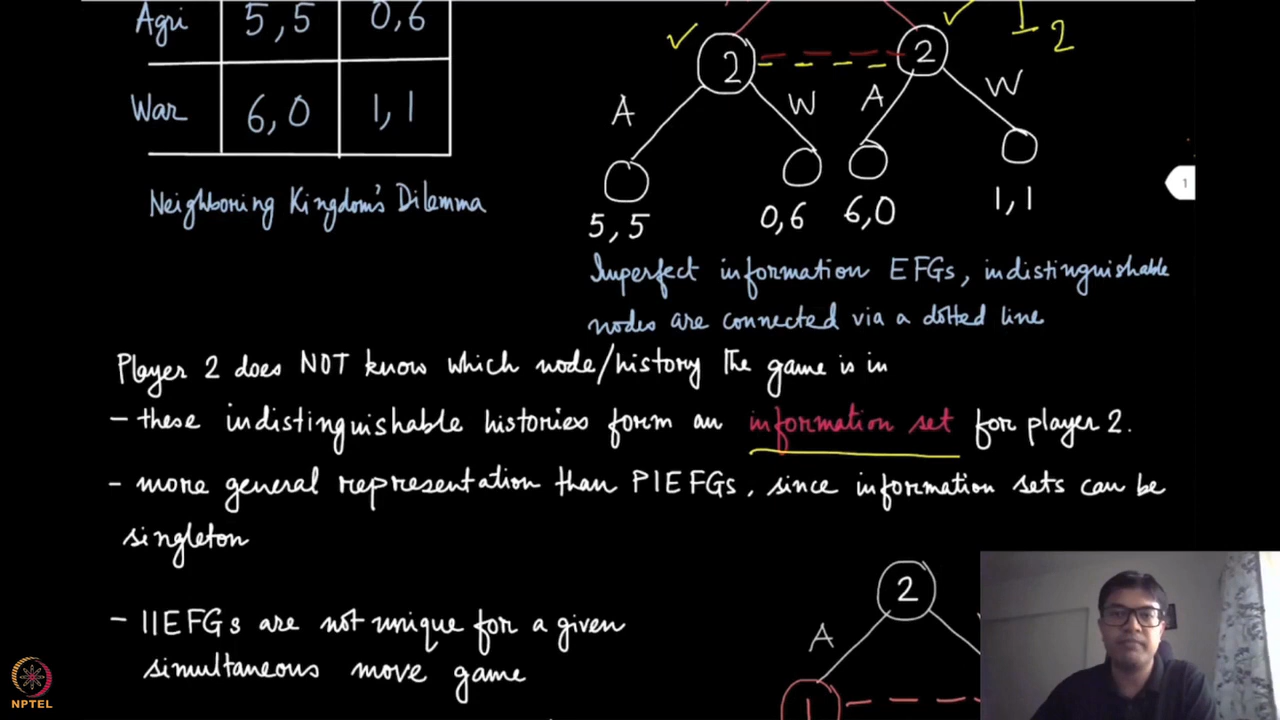 Agri 5,5 0,6
War 6,0 1,1
Neighboring Kingdom's Dilemma
1 2
2 2
A W A W
5,5 0,6 6,0 1,1
1
Imperfect information EFGs, indistinguishable
nodes are connected via a dotted line
Player 2 does NOT know which node/history the game is in
- these indistinguishable histories form an information set for player 2.
- more general representation than PIEFGs, since information sets can be
singleton
- IIEFGs are not unique for a given
simultaneous move game
2
A
1
NPTEL